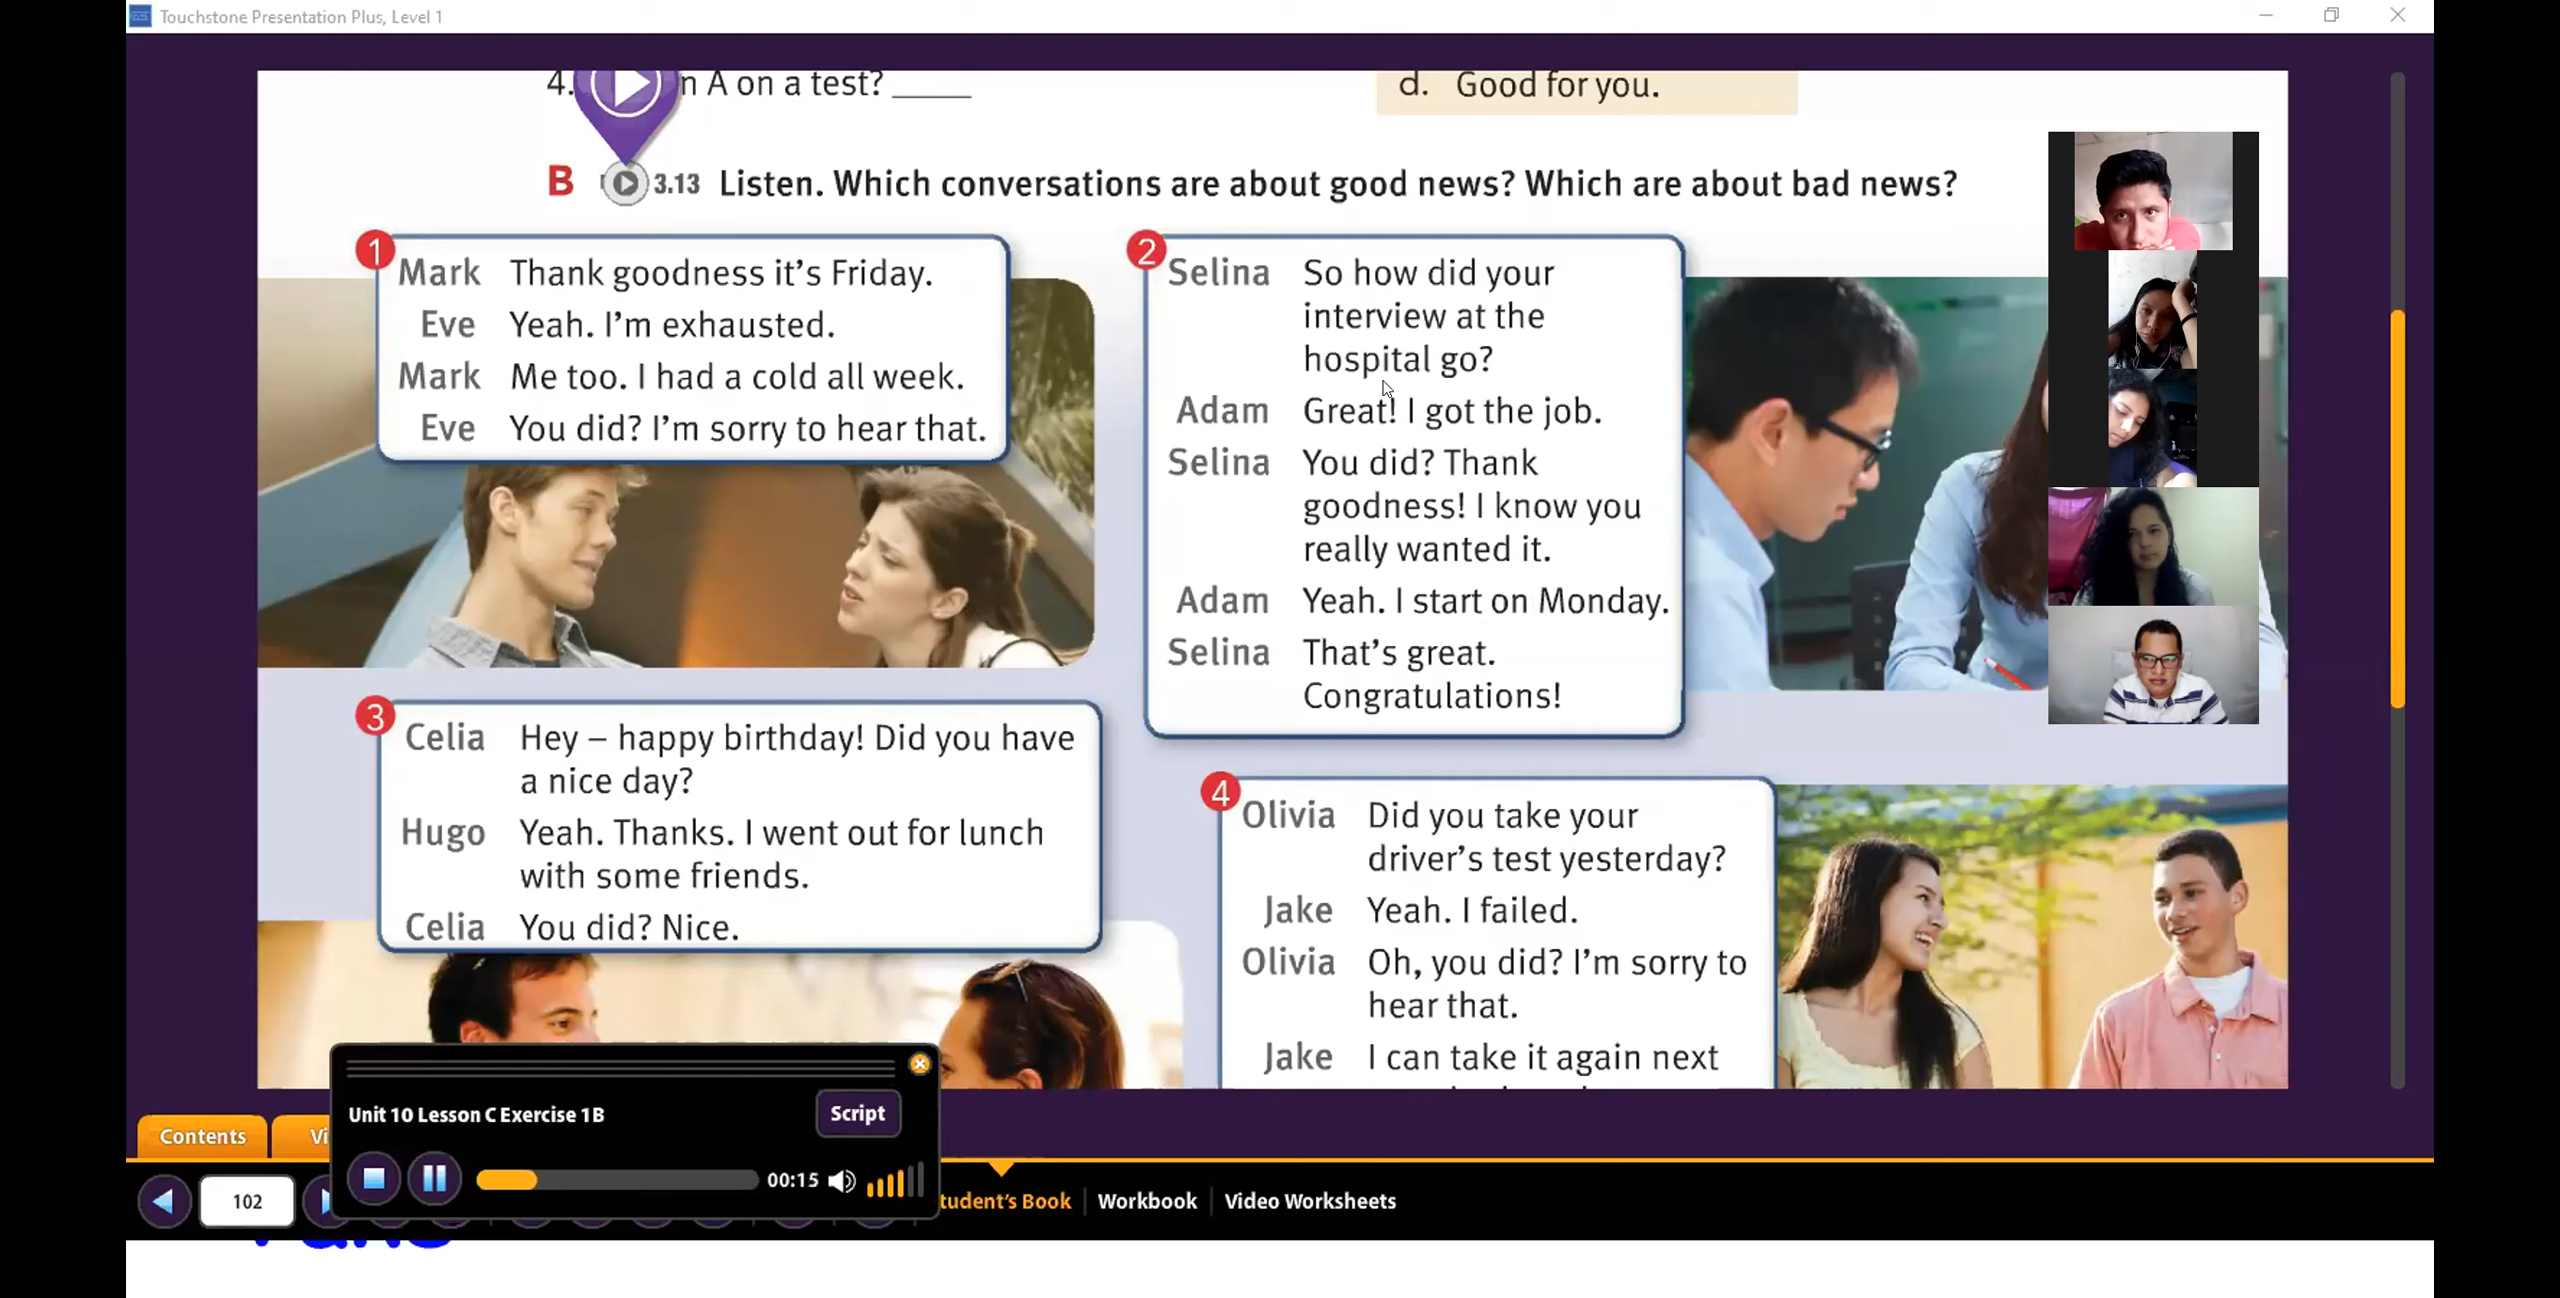 Touchstone Presentation Plus, Level 1
4. n A on a test? _____
d. Good for you.
B 3.13 Listen. Which conversations are about good news? Which are about bad news?
1
Mark Thank goodness it's Friday.
Eve Yeah. I'm exhausted.
Mark Me too. I had a cold all week.
Eve You did? I'm sorry to hear that.
2
Selina So how did your
interview at the
hospital go?
Adam Great! I got the job.
Selina You did? Thank
goodness! I know you
really wanted it.
Adam Yeah. I start on Monday.
Selina That's great.
Congratulations!
3
Celia Hey – happy birthday! Did you have
a nice day?
Hugo Yeah. Thanks. I went out for lunch
with some friends.
Celia You did? Nice.
4
Olivia Did you take your
driver's test yesterday?
Jake Yeah. I failed.
Olivia Oh, you did? I'm sorry to
hear that.
Jake I can take it again next
Unit 10 Lesson C Exercise 1B
Script
00:15
Contents
Vi
102
tudent's Book
Workbook
Video Worksheets